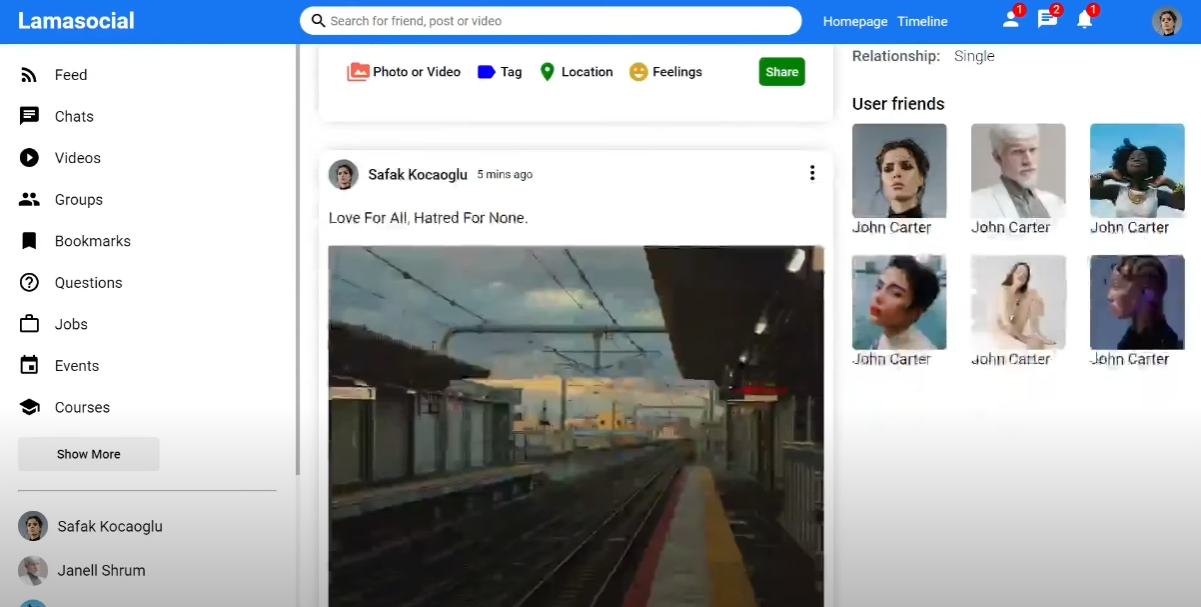 Lamasocial
Search for friend, post or video
Homepage Timeline
1
2
1
Feed
Chats
Videos
Groups
Bookmarks
Questions
Jobs
Events
Courses
Show More
Safak Kocaoglu
Janell Shrum
Photo or Video Tag Location Feelings Share
Safak Kocaoglu 5 mins ago
Love For All, Hatred For None.
Relationship: Single
User friends
John Carter John Carter John Carter
John Carter John Carter John Carter